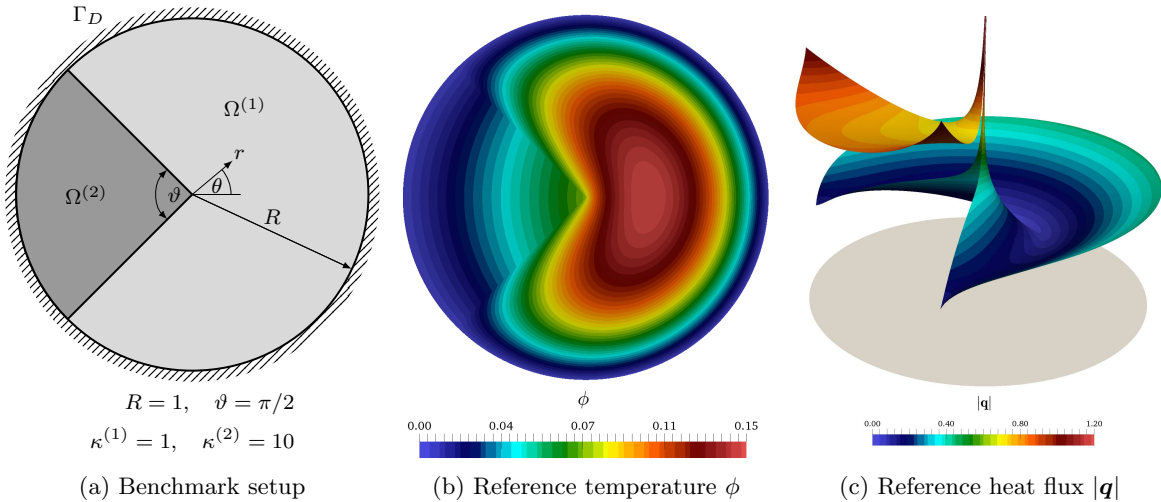 Γ_D
Ω^(1)
Ω^(2)
ϑ
r
θ
R
R = 1, ϑ = π/2
κ^(1) = 1, κ^(2) = 10
(a) Benchmark setup
ϕ
0.00 0.04 0.07 0.11 0.15
(b) Reference temperature ϕ
|q|
0.00 0.40 0.80 1.20
(c) Reference heat flux |q|